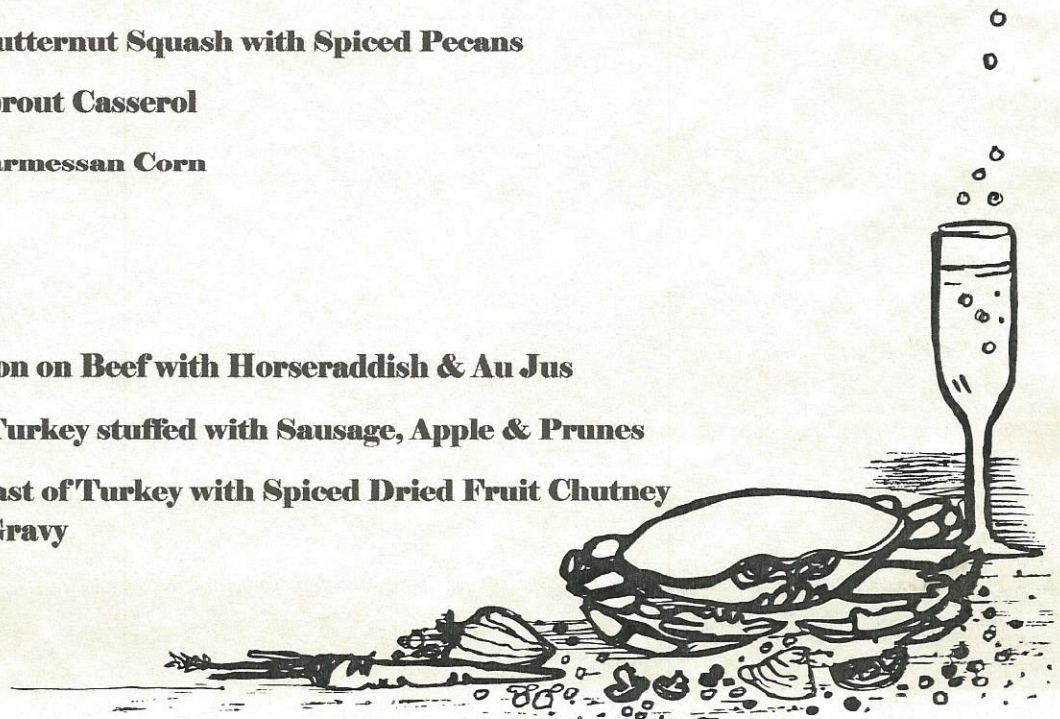 utternut Squash with Spiced Pecans
prout Casserol
armessan Corn
on on Beef with Horseraddish & Au Jus
Turkey stuffed with Sausage, Apple & Prunes
ast of Turkey with Spiced Dried Fruit Chutney
Gravy